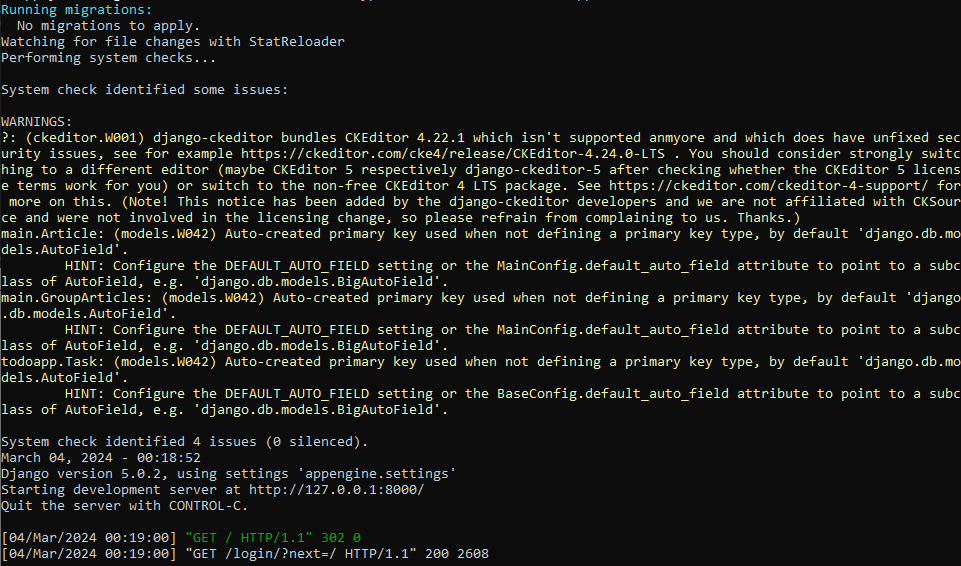 Running migrations:
  No migrations to apply.
Watching for file changes with StatReloader
Performing system checks...

System check identified some issues:

WARNINGS:
?: (ckeditor.W001) django-ckeditor bundles CKEditor 4.22.1 which isn't supported anmyore and which does have unfixed sec
urity issues, see for example https://ckeditor.com/cke4/release/CKEditor-4.24.0-LTS . You should consider strongly switc
hing to a different editor (maybe CKEditor 5 respectively django-ckeditor-5 after checking whether the CKEditor 5 licens
e terms work for you) or switch to the non-free CKEditor 4 LTS package. See https://ckeditor.com/ckeditor-4-support/ for
 more on this. (Note! This notice has been added by the django-ckeditor developers and we are not affiliated with CKSour
ce and were not involved in the licensing change, so please refrain from complaining to us. Thanks.)
main.Article: (models.W042) Auto-created primary key used when not defining a primary key type, by default 'django.db.mo
dels.AutoField'.
        HINT: Configure the DEFAULT_AUTO_FIELD setting or the MainConfig.default_auto_field attribute to point to a subc
lass of AutoField, e.g. 'django.db.models.BigAutoField'.
main.GroupArticles: (models.W042) Auto-created primary key used when not defining a primary key type, by default 'django
.db.models.AutoField'.
        HINT: Configure the DEFAULT_AUTO_FIELD setting or the MainConfig.default_auto_field attribute to point to a subc
lass of AutoField, e.g. 'django.db.models.BigAutoField'.
todoapp.Task: (models.W042) Auto-created primary key used when not defining a primary key type, by default 'django.db.mo
dels.AutoField'.
        HINT: Configure the DEFAULT_AUTO_FIELD setting or the BaseConfig.default_auto_field attribute to point to a subc
lass of AutoField, e.g. 'django.db.models.BigAutoField'.

System check identified 4 issues (0 silenced).
March 04, 2024 - 00:18:52
Django version 5.0.2, using settings 'appengine.settings'
Starting development server at http://127.0.0.1:8000/
Quit the server with CONTROL-C.

[04/Mar/2024 00:19:00] "GET / HTTP/1.1" 302 0
[04/Mar/2024 00:19:00] "GET /login/?next=/ HTTP/1.1" 200 2608